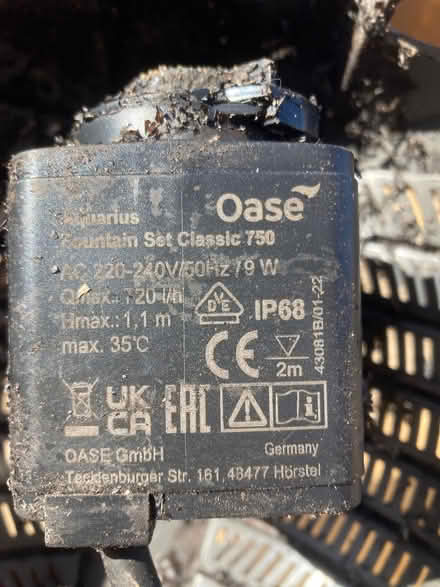 Oase
Aquarius
Fountain Set Classic 750
AC 220-240V/50Hz / 9 W
Qmax.: 720 l/h
Hmax.: 1,1 m
max. 35°C
VDE
IP68
CE
2m
43081B/01-22
UK
CA
EAC
OASE GmbH
Germany
Tecklenburger Str. 161, 48477 Hörstel